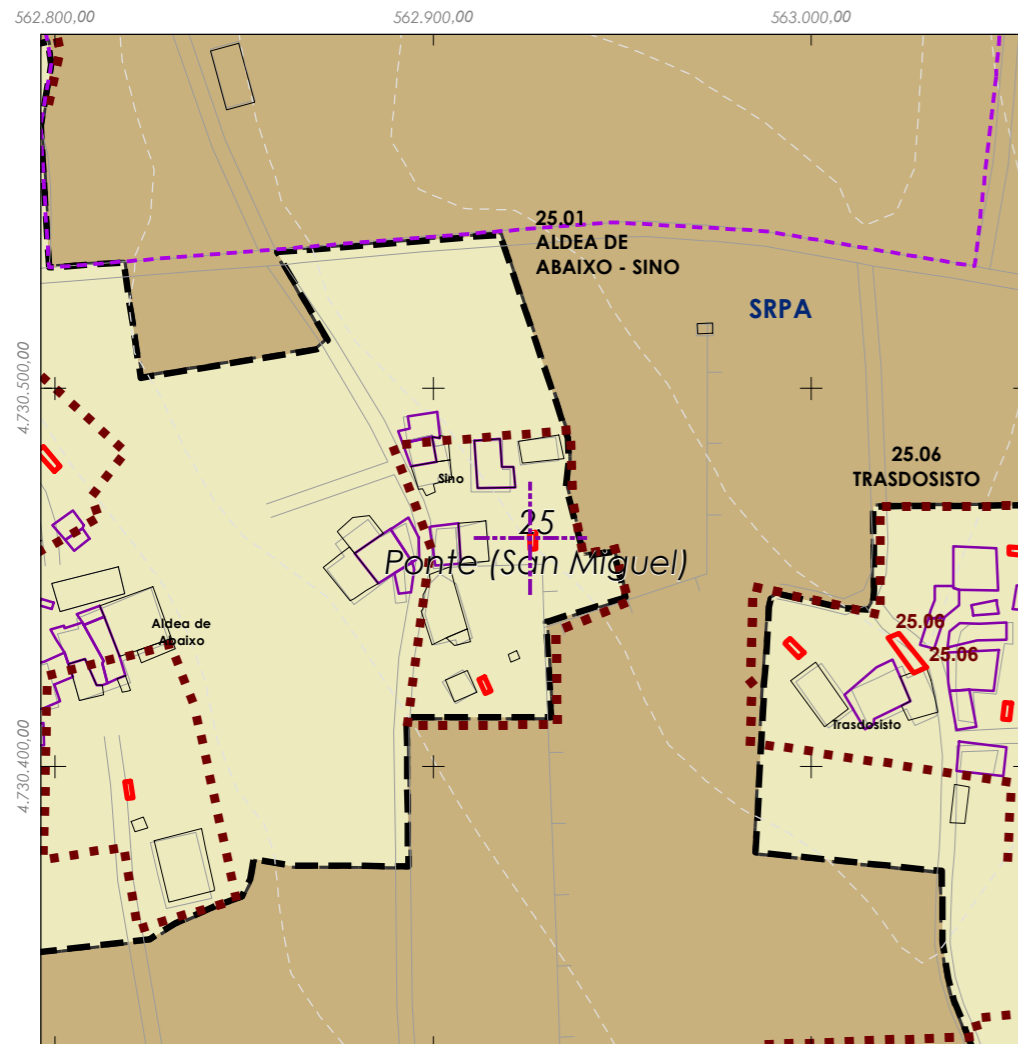 562.800,00
562.900,00
563.000,00
25.01
ALDEA DE
ABAIXO - SINO
SRPA
4.730.500,00
25.06
TRASDOSISTO
Sino
25
Ponte (San Miguel)
Aldea de
Abaixo
25.06
25.06
Trasdosisto
4.730.400,00